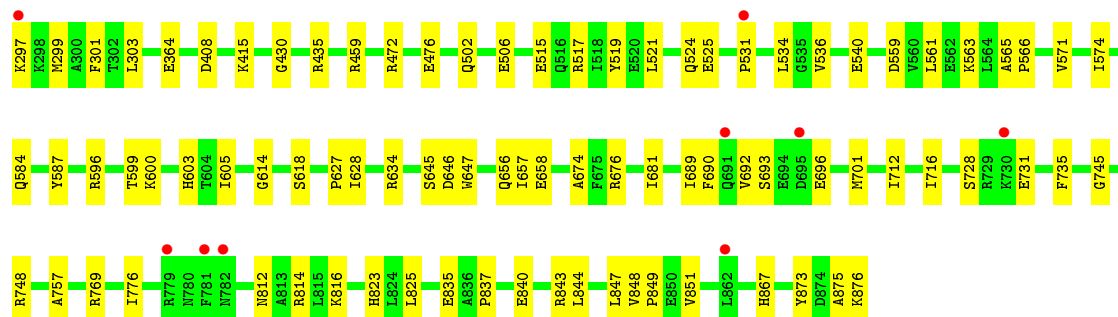 K297 K298 M299 A300 F301 T302 L303 E364 D408 K415 G430 R435 R459 R472 E476 Q502 E506 E515 Q516 R517 I518 Y519 E520 L521 Q524 E525 P531 L534 G535 V536 E540 D559 V560 L561 E562 K563 L564 A565 P566 V571 I574
Q584 Y587 R596 T599 K600 H603 T604 I605 G614 S618 P627 I628 R634 S645 D646 W647 Q656 I657 E658 A674 F675 R676 I681 I689 F690 Q691 V692 S693 E694 D695 E696 M701 I712 I716 S728 R729 K730 E731 F735 G745
R748 A757 R769 I776 R779 N780 F781 N782 N812 A813 R814 L815 K816 H823 L824 L825 E835 A836 P837 E840 R843 L844 L847 V848 P849 E850 V851 L862 H867 Y873 D874 A875 K876